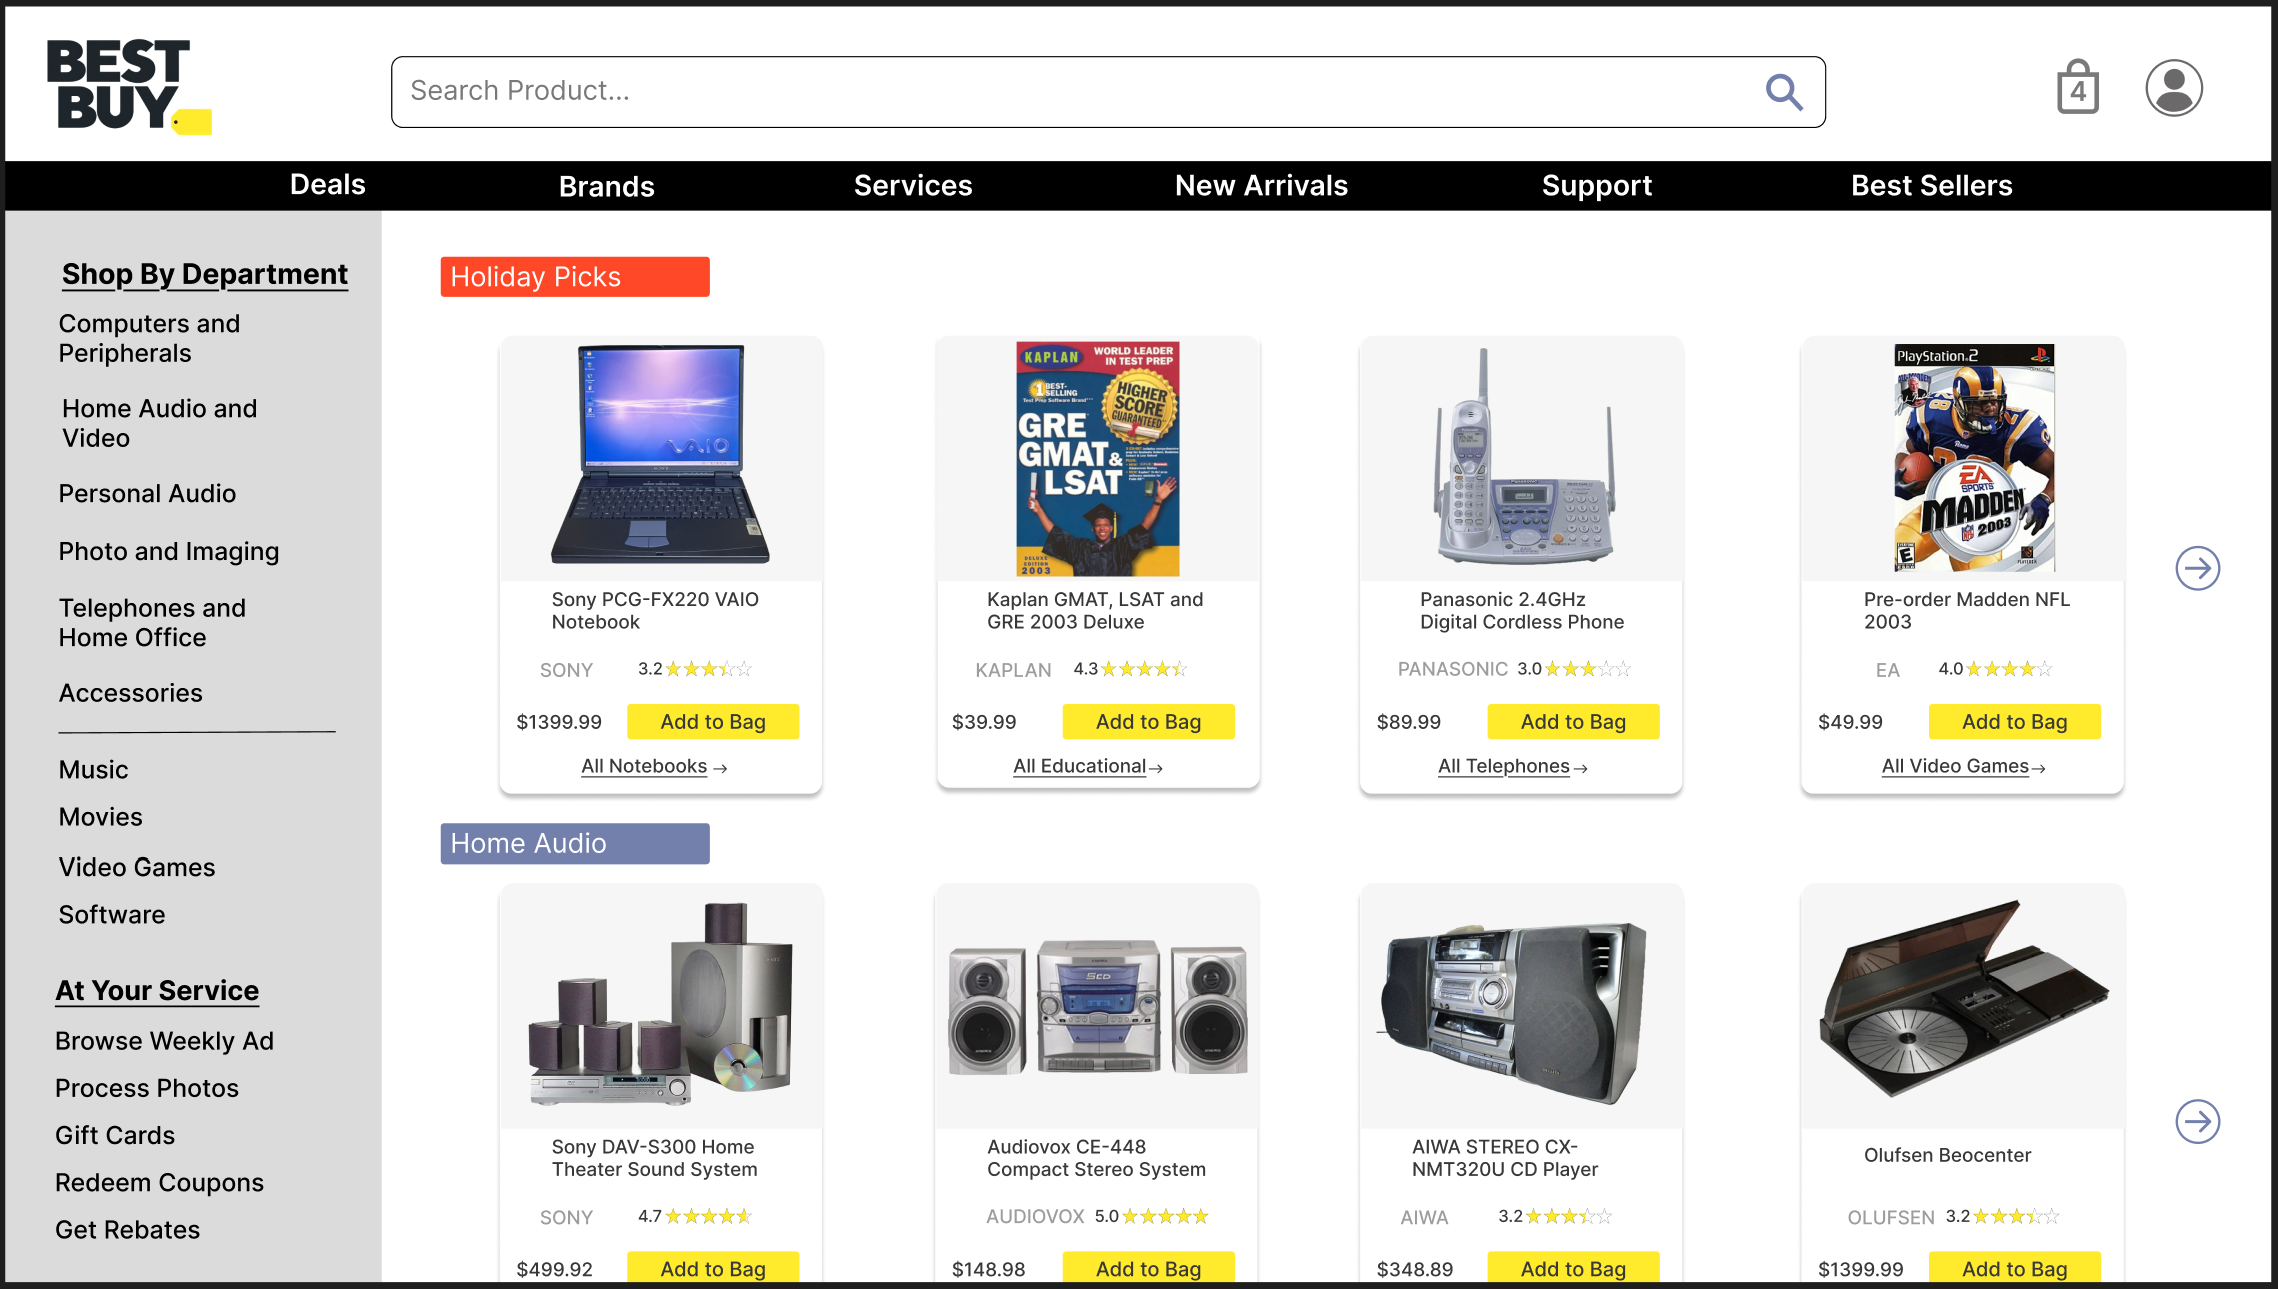 BEST
BUY
Search Product...
4
Deals
Brands
Services
New Arrivals
Support
Best Sellers
Shop By Department
Computers and
Peripherals
Home Audio and
Video
Personal Audio
Photo and Imaging
Telephones and
Home Office
Accessories
Music
Movies
Video Games
Software
At Your Service
Browse Weekly Ad
Process Photos
Gift Cards
Redeem Coupons
Get Rebates
Holiday Picks
VAIO
Sony PCG-FX220 VAIO
Notebook
SONY
3.2
$1399.99
Add to Bag
All Notebooks →
KAPLAN
WORLD LEADER
IN TEST PREP
#1 BEST-
SELLING
Test Prep Software Brand
HIGHER
SCORE
GUARANTEED
GRE
GMAT &
LSAT
DELUXE
EDITION
2003
Kaplan GMAT, LSAT and
GRE 2003 Deluxe
KAPLAN
4.3
$39.99
Add to Bag
All Educational→
Panasonic
Panasonic 2.4GHz
Digital Cordless Phone
PANASONIC
3.0
$89.99
Add to Bag
All Telephones→
PlayStation 2
EA
SPORTS
MADDEN
NFL
2003
E
Pre-order Madden NFL
2003
EA
4.0
$49.99
Add to Bag
All Video Games→
Home Audio
Sony DAV-S300 Home
Theater Sound System
SONY
4.7
$499.92
Add to Bag
5CD
Audiovox CE-448
Compact Stereo System
AUDIOVOX
5.0
$148.98
Add to Bag
AIWA STEREO CX-
NMT320U CD Player
AIWA
3.2
$348.89
Add to Bag
Olufsen Beocenter
OLUFSEN
3.2
$1399.99
Add to Bag